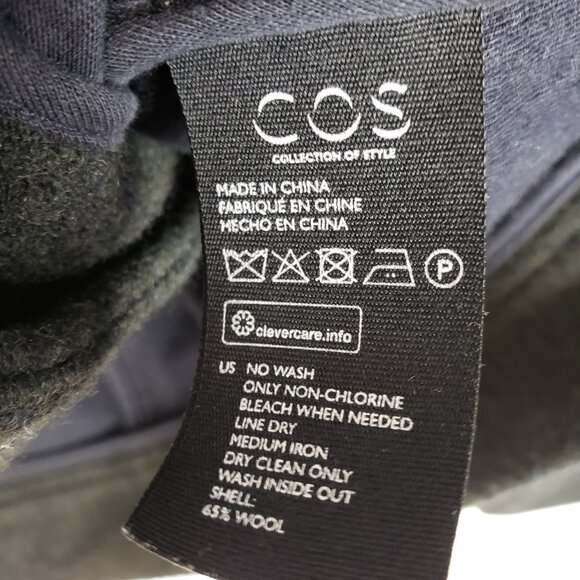 COS
COLLECTION OF STYLE
MADE IN CHINA
FABRIQUÉ EN CHINE
HECHO EN CHINA
P
clevercare.info
US NO WASH
ONLY NON-CHLORINE
BLEACH WHEN NEEDED
LINE DRY
MEDIUM IRON
DRY CLEAN ONLY
WASH INSIDE OUT
SHELL:
65% WOOL